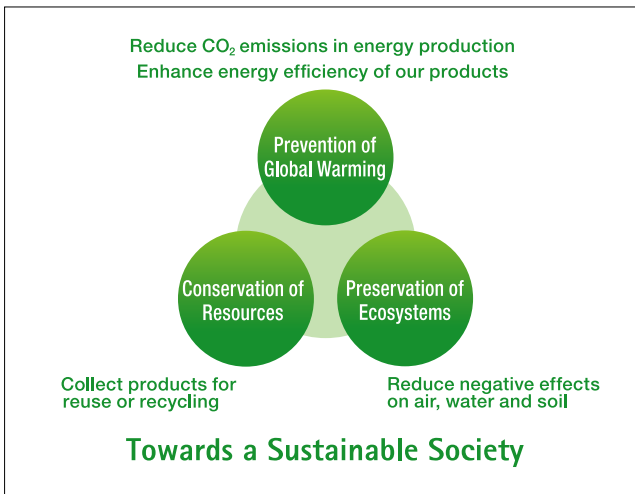 Reduce CO₂ emissions in energy production
Enhance energy efficiency of our products
Prevention of
Global Warming
Conservation of
Resources
Preservation of
Ecosystems
Collect products for
reuse or recycling
Reduce negative effects
on air, water and soil
Towards a Sustainable Society